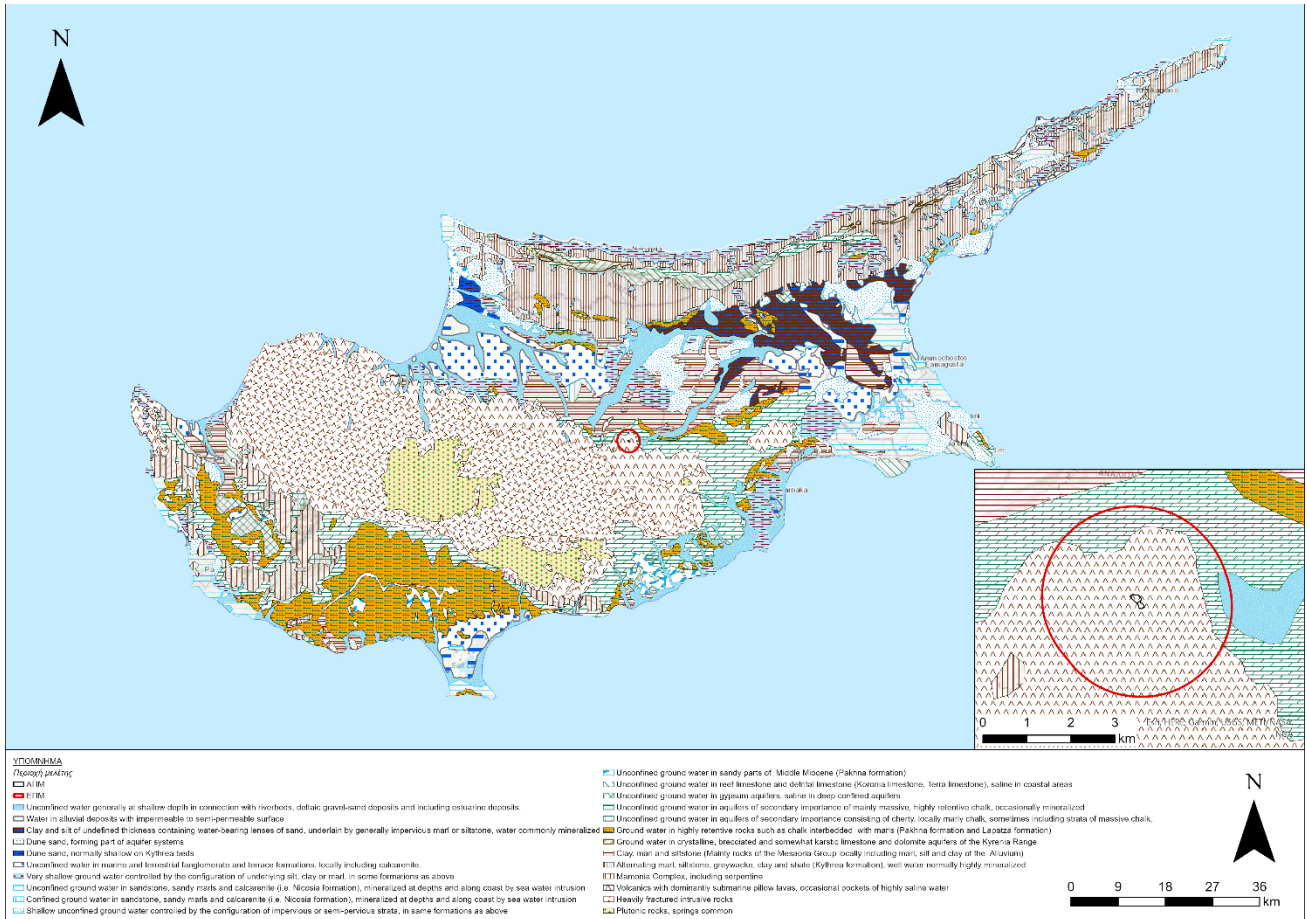 N
Ammochostos
Famagusta
0 1 2 3
km
Esri, HERE, Garmin, USGS, METI/NASA,
ΥΠΟΜΝΗΜΑ
Περιοχή μελέτης
ΑΠΜ
ΕΠΜ
Unconfined water generally at shallow depth in connection with riverbeds, deltaic gravel-sand deposits and including estuarine deposits.
Water in alluvial deposits with impermeable to semi-permeable surface
Clay and silt of undefined thickness containing water-bearing lenses of sand, underlain by generally impervious marl or siltstone, water commonly mineralized
Dune sand, forming part of aquifer systems
Dune sand, normally shallow on Kythrea beds
Unconfined water in marine and terrestrial fanglomerate and terrace formations, locally including calcarenite.
Very shallow ground water controlled by the configuration of underlying silt, clay or marl, in some formations as above
Unconfined ground water in sandstone, sandy marls and calcarenite (i.e. Nicosia formation), mineralized at depths and along coast by sea water intrusion
Confined ground water in sandstone, sandy marls and calcarenite (i.e. Nicosia formation), mineralized at depths and along coast by sea water intrusion
Shallow unconfined ground water controlled by the configuration of impervious or semi-pervious strata, in same formations as above
Unconfined ground water in sandy parts of Middle Miocene (Pakhna formation)
Unconfined ground water in reef limestone and detrital limestone (Koronia limestone, Terra limestone), saline in coastal areas
Unconfined ground water in gypsum aquifers, saline in deep confined aquifers
Unconfined ground water in aquifers of secondary importance of mainly massive, highly retentive chalk, occasionally mineralized
Unconfined ground water in aquifers of secondary importance consisting of cherty, locally marly chalk, sometimes including strata of massive chalk.
Ground water in highly retentive rocks such as chalk interbedded with marls (Pakhna formation and Lapatza formation)
Ground water in crystalline, brecciated and somewhat karstic limestone and dolomite aquifers of the Kyrenia Range
Clay, marl and siltstone (Mainly rocks of the Mesaoria Group locally including marl, silt and clay of the Alluvium)
Alternating marl, siltstone, greywacke, clay and shale (Kythrea formation), well water normally highly mineralized
Mamonia Complex, including serpentine
Volcanics with dominantly submarine pillow lavas, occasional pockets of highly saline water
Heavily fractured intrusive rocks
Plutonic rocks, springs common
N
0 9 18 27 36
km